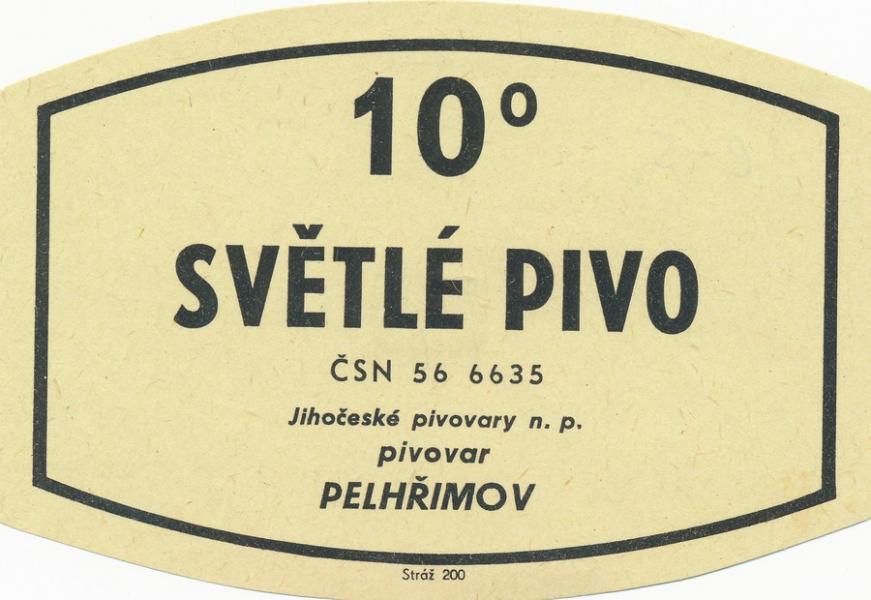 10°
SVĚTLÉ PIVO
ČSN 56 6635
Jihočeské pivovary n. p.
pivovar
PELHŘIMOV
Stráž 200